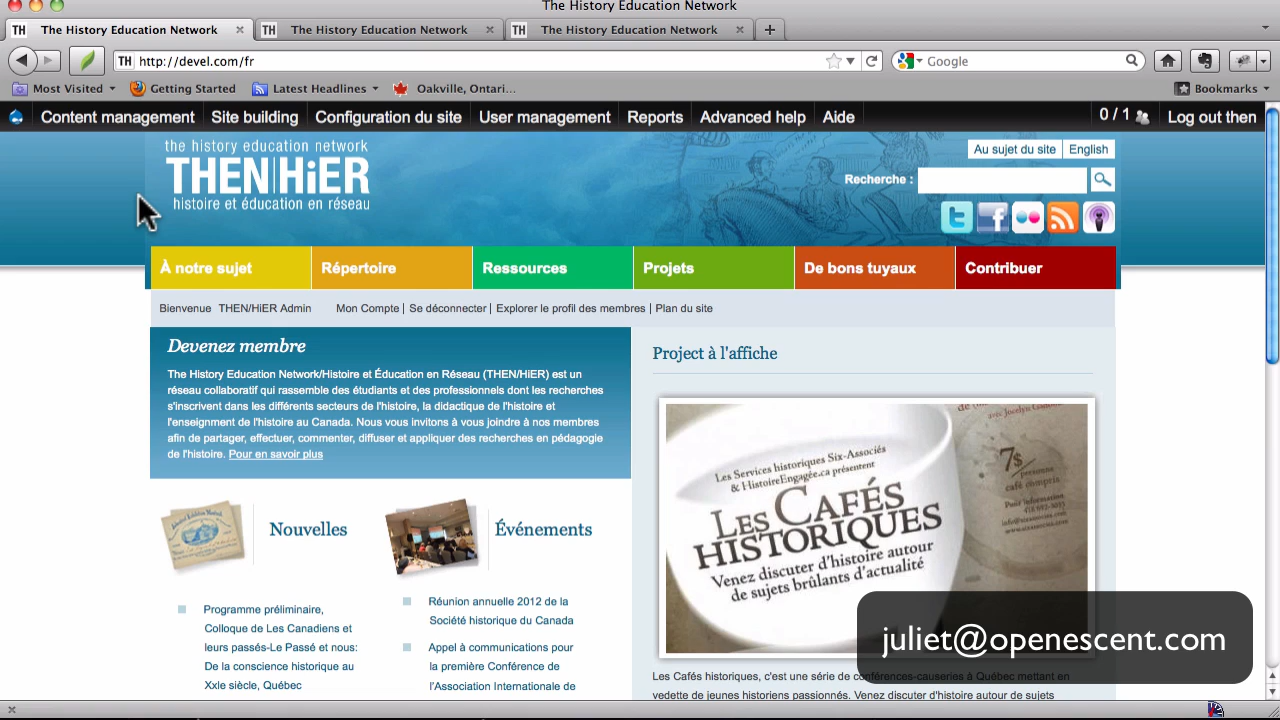 The History Education Network
TH The History Education Network
TH The History Education Network
TH The History Education Network
TH http://devel.com/fr
Google
Most Visited
Getting Started
Latest Headlines
Oakville, Ontari...
Bookmarks
Content management
Site building
Configuration du site
User management
Reports
Advanced help
Aide
0 / 1
Log out then
the history education network
THEN|HiER
histoire et éducation en réseau
Au sujet du site
English
Recherche :
À notre sujet
Répertoire
Ressources
Projets
De bons tuyaux
Contribuer
Bienvenue THEN/HiER Admin
Mon Compte | Se déconnecter | Explorer le profil des membres | Plan du site
Devenez membre
The History Education Network/Histoire et Éducation en Réseau (THEN/HiER) est un
réseau collaboratif qui rassemble des étudiants et des professionnels dont les recherches
s'inscrivent dans les différents secteurs de l'histoire, la didactique de l'histoire et
l'enseignment de l'histoire au Canada. Nous vous invitons à vous joindre à nos membres
afin de partager, effectuer, commenter, diffuser et appliquer des recherches en pédagogie
de l'histoire. Pour en savoir plus
Project à l'affiche
Les Services historiques Six-Associés
& HistoireEngagée.ca présentent
LES CAFÉS
HISTORIQUES
Venez discuter d'histoire autour
de sujets brûlants d'actualité
7$
café compris
Nouvelles
Programme préliminaire,
Colloque de Les Canadiens et
leurs passés-Le Passé et nous:
De la conscience historique au
XxIe siècle, Québec
Événements
Réunion annuelle 2012 de la
Société historique du Canada
Appel à communications pour
la première Conférence de
l'Association Internationale de
Les Cafés historiques, c'est une série de conférences-causeries à Québec mettant en
vedette de jeunes historiens passionnés. Venez discuter d'histoire autour de sujets
juliet@openescent.com